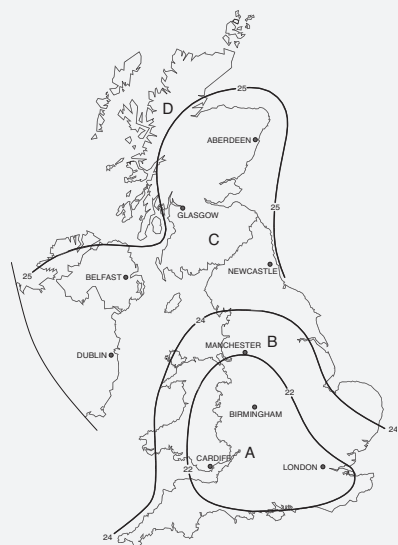 25
D
ABERDEEN
25
GLASGOW
C
25
NEWCASTLE
BELFAST
24
MANCHESTER
B
DUBLIN
22
BIRMINGHAM
24
A
CARDIFF
22
LONDON
24